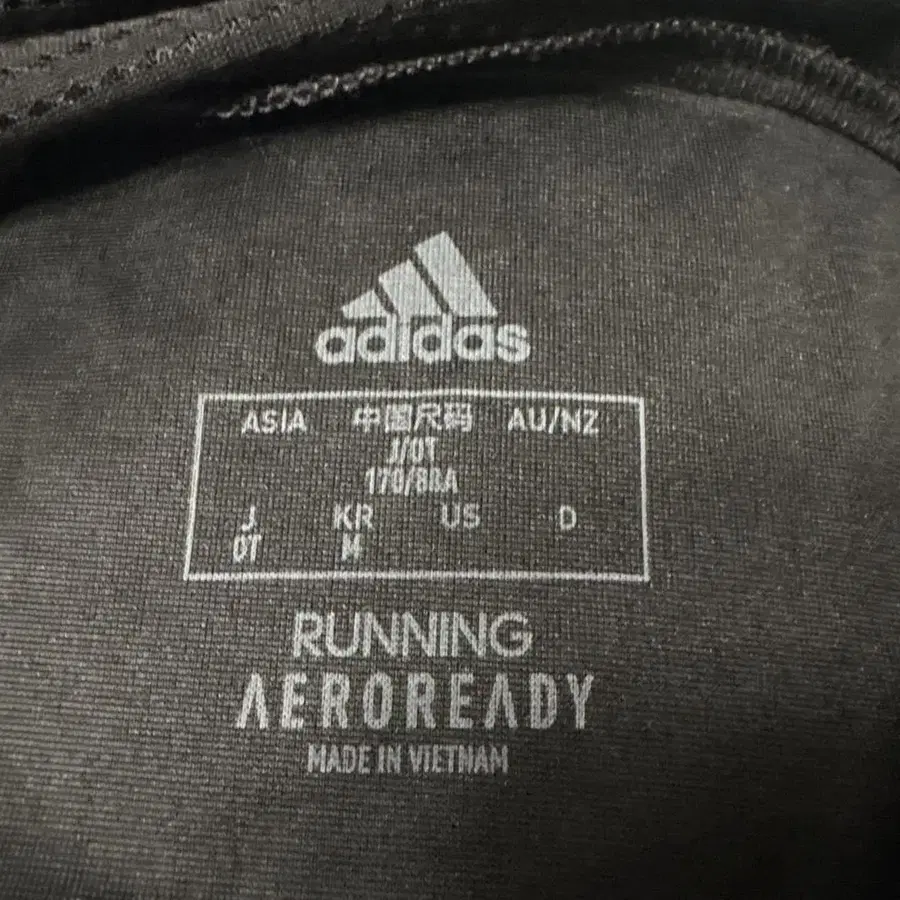 adidas
ASIA 中国尺码 AU/NZ
J/OT
170/88A
J KR US D
OT M
RUNNING
AEROREADY
MADE IN VIETNAM